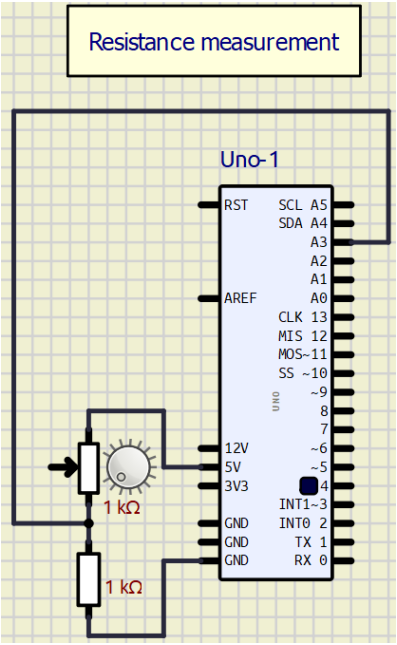 Resistance measurement
Uno-1
RST
SCL A5
SDA A4
A3
A2
A1
AREF
A0
CLK 13
MIS 12
MOS~11
SS ~10
~9
UNO
8
7
12V
~6
5V
~5
3V3
4
INT1~3
1 kΩ
GND
INT0 2
GND
TX 1
GND
RX 0
1 kΩ